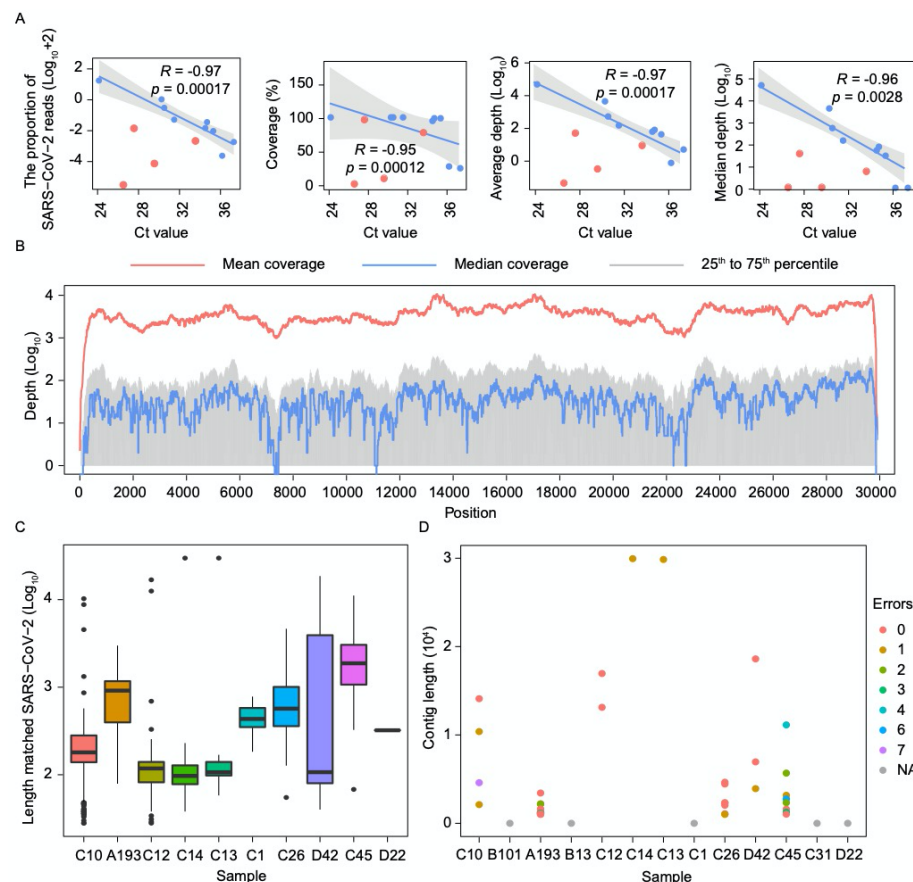 A
The proportion of
SARS-CoV-2 reads (Log10+2)
2
0
−2
−4
R = -0.97
p = 0.00017
24
28
32
36
Ct value
Coverage (%)
150
100
50
0
R = -0.95
p = 0.00012
24
28
32
36
Ct value
Average depth (Log10)
6
4
2
0
R = -0.97
p = 0.00017
24
28
32
36
Ct value
Median depth (Log10)
5
4
3
2
1
0
R = -0.96
p = 0.0028
24
28
32
36
Ct value
B
Mean coverage
Median coverage
25th to 75th percentile
Depth (Log10)
4
3
2
1
0
0 2000 4000 6000 8000 10000 12000 14000 16000 18000 20000 22000 24000 26000 28000 30000
Position
C
Length matched SARS−CoV−2 (Log10)
4
3
2
C10 A193 C12 C14 C13 C1 C26 D42 C45 D22
Sample
D
Contig length (10⁴)
3
2
1
0
C10 B101 A193 B13 C12 C14 C13 C1 C26 D42 C45 C31 D22
Sample
Errors
0
1
2
3
4
6
7
NA